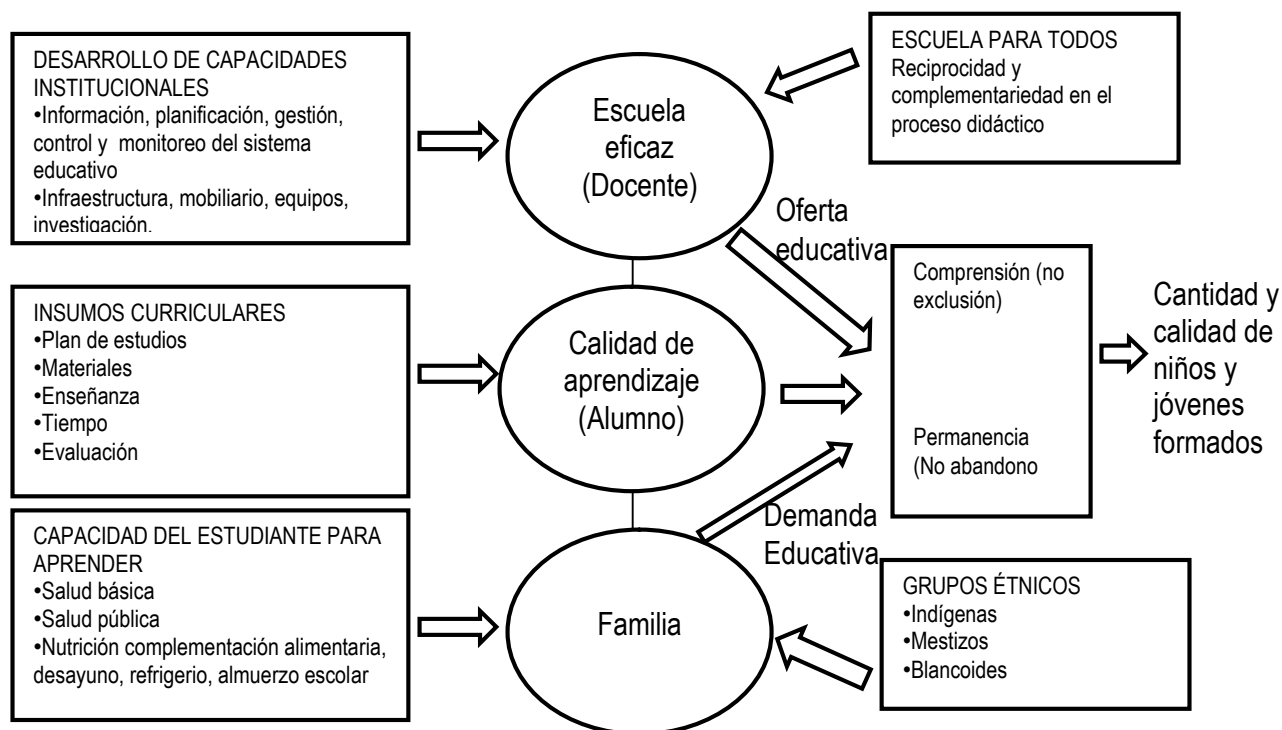 DESARROLLO DE CAPACIDADES
INSTITUCIONALES
•Información, planificación, gestión,
control y monitoreo del sistema
educativo
•Infraestructura, mobiliario, equipos,
investigación.
Escuela
eficaz
(Docente)
ESCUELA PARA TODOS
Reciprocidad y
complementariedad en el
proceso didáctico
Oferta
educativa
INSUMOS CURRICULARES
•Plan de estudios
•Materiales
•Enseñanza
•Tiempo
•Evaluación
Calidad de
aprendizaje
(Alumno)
Comprensión (no
exclusión)
Permanencia
(No abandono
Cantidad y
calidad de
niños y
jóvenes
formados
CAPACIDAD DEL ESTUDIANTE PARA
APRENDER
•Salud básica
•Salud pública
•Nutrición complementación alimentaria,
desayuno, refrigerio, almuerzo escolar
Familia
Demanda
Educativa
GRUPOS ÉTNICOS
•Indígenas
•Mestizos
•Blancoides